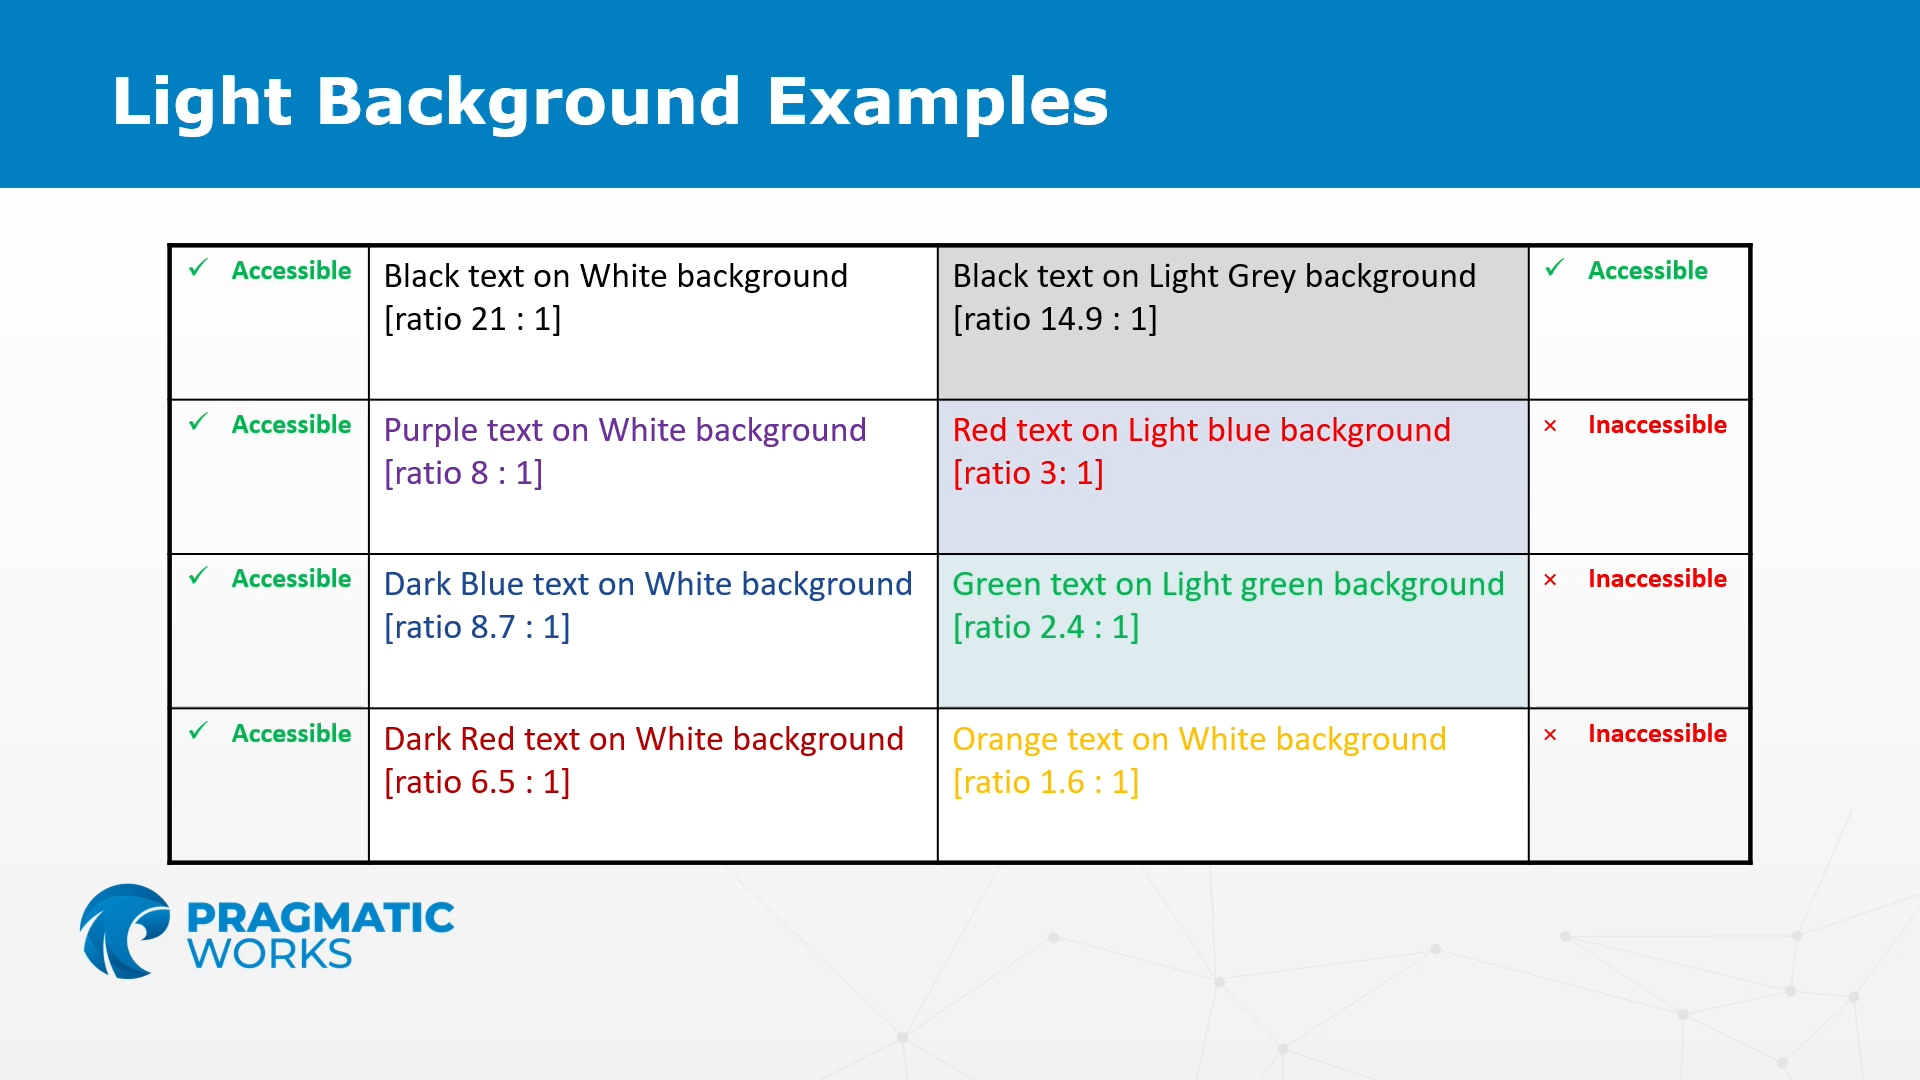 Light Background Examples
✓ Accessible
Black text on White background
[ratio 21 : 1]
Black text on Light Grey background
[ratio 14.9 : 1]
✓ Accessible
✓ Accessible
Purple text on White background
[ratio 8 : 1]
Red text on Light blue background
[ratio 3: 1]
× Inaccessible
✓ Accessible
Dark Blue text on White background
[ratio 8.7 : 1]
Green text on Light green background
[ratio 2.4 : 1]
× Inaccessible
✓ Accessible
Dark Red text on White background
[ratio 6.5 : 1]
Orange text on White background
[ratio 1.6 : 1]
× Inaccessible
PRAGMATIC
WORKS